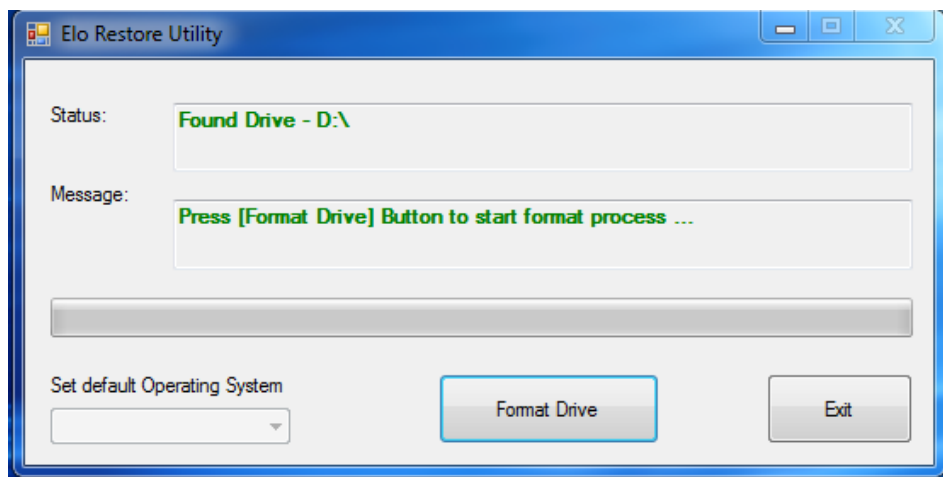 Elo Restore Utility
Status:
Found Drive - D:\
Message:
Press [Format Drive] Button to start format process ...
Set default Operating System
Format Drive
Exit